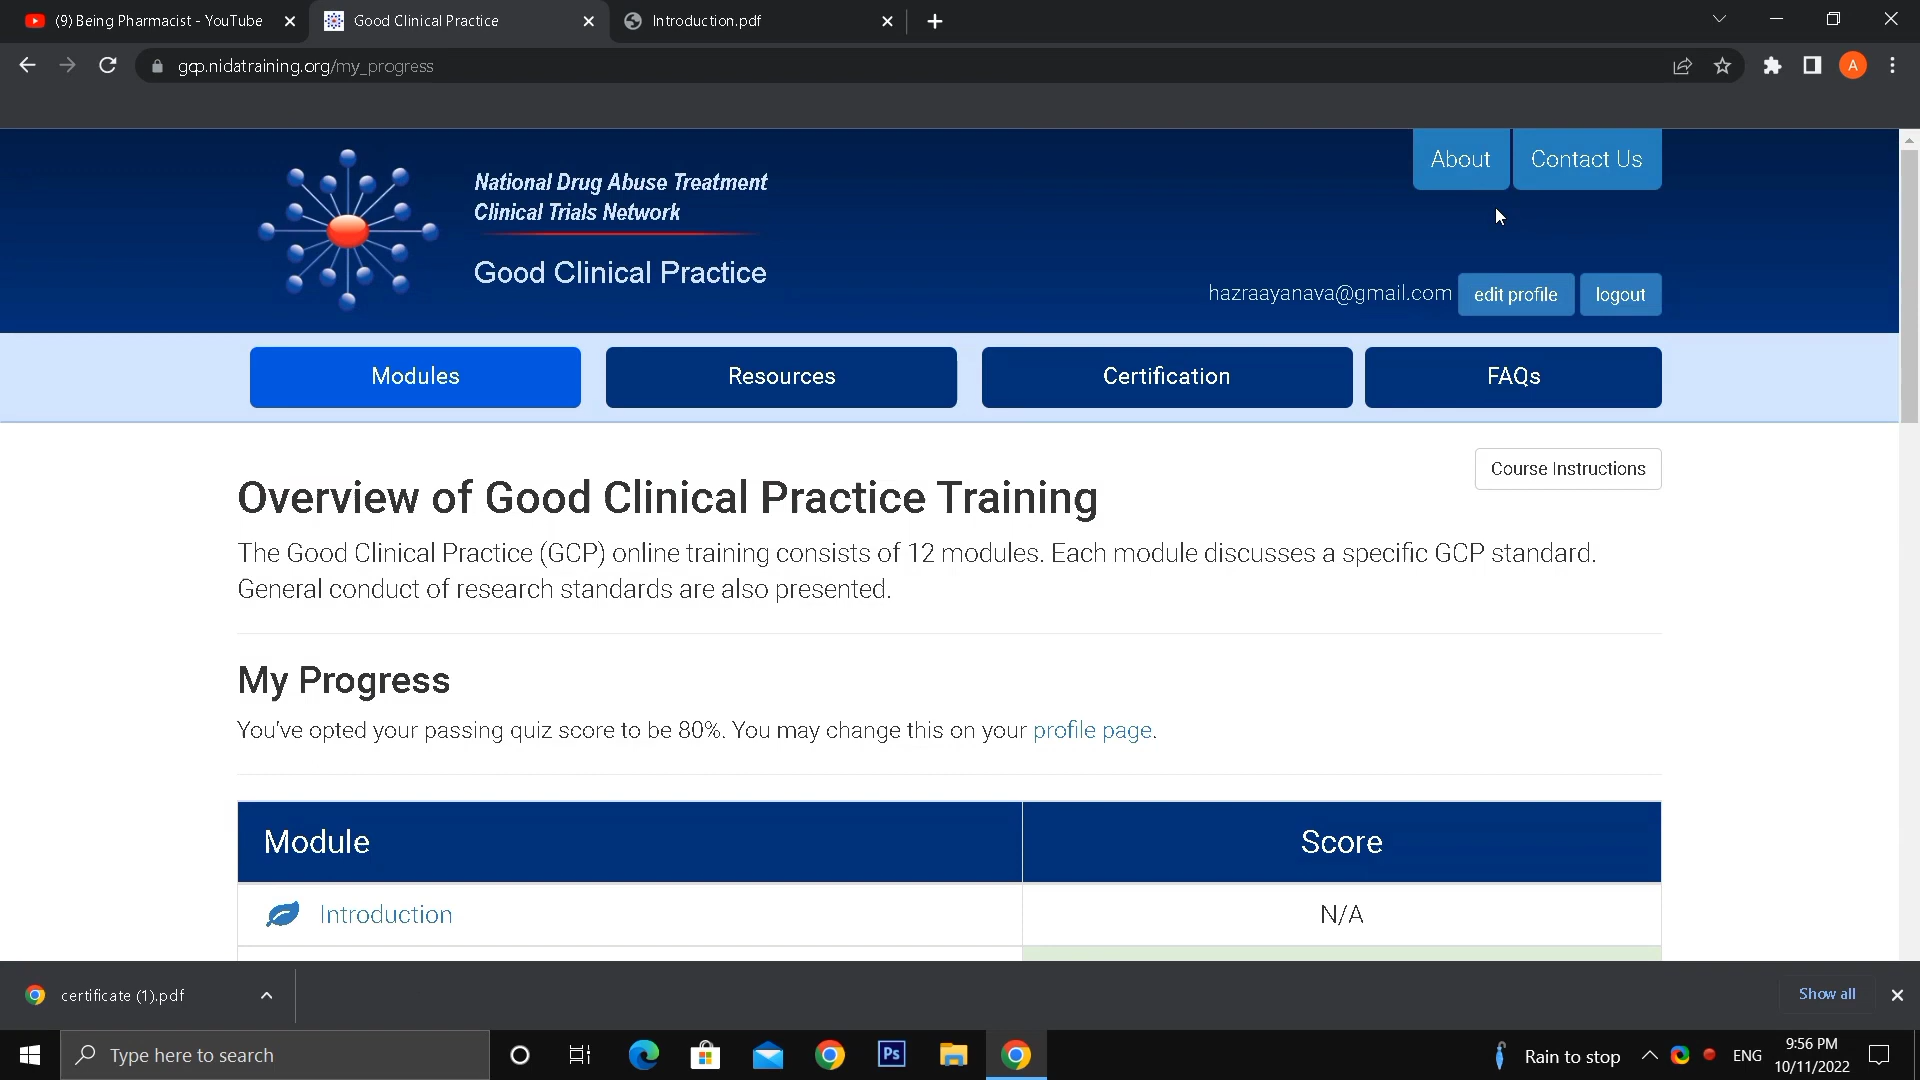 (9) Being Pharmacist - YouTube
Good Clinical Practice
Introduction.pdf
gcp.nidatraining.org/my_progress
A
About
Contact Us
National Drug Abuse Treatment
Clinical Trials Network
Good Clinical Practice
hazraayanava@gmail.com
edit profile
logout
Modules
Resources
Certification
FAQs
Course Instructions
Overview of Good Clinical Practice Training
The Good Clinical Practice (GCP) online training consists of 12 modules. Each module discusses a specific GCP standard.
General conduct of research standards are also presented.
My Progress
You've opted your passing quiz score to be 80%. You may change this on your profile page.
Module
Score
Introduction
N/A
certificate (1).pdf
Show all
Type here to search
Ps
Rain to stop
ENG
9:56 PM
10/11/2022